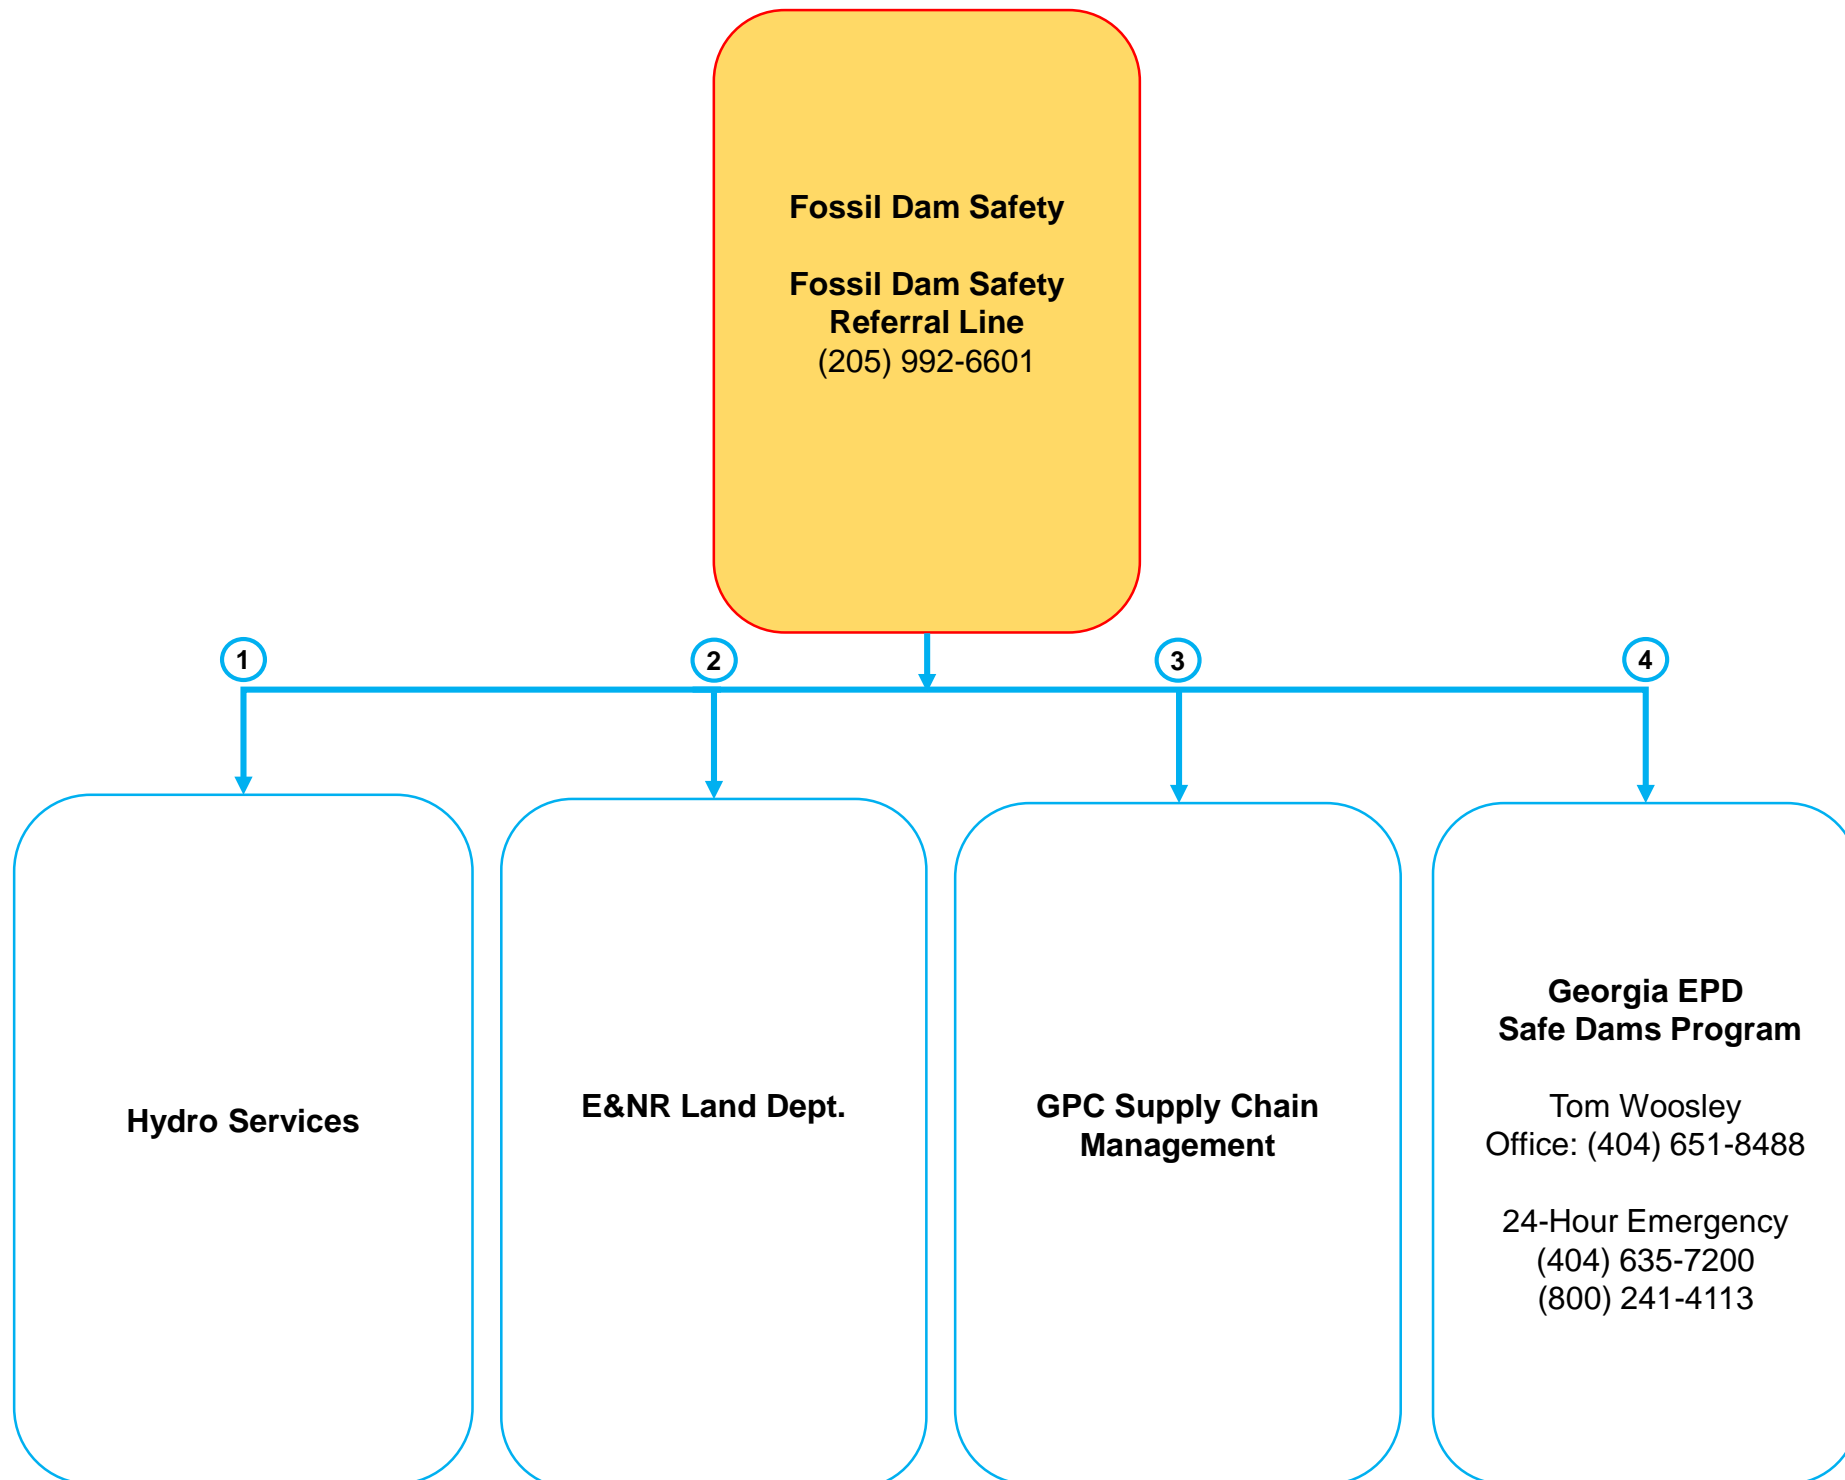 Fossil Dam Safety
Fossil Dam Safety
Referral Line
(205) 992-6601
1
2
3
4
Hydro Services
E&NR Land Dept.
GPC Supply Chain
Management
Georgia EPD
Safe Dams Program
Tom Woosley
Office: (404) 651-8488
24-Hour Emergency
(404) 635-7200
(800) 241-4113